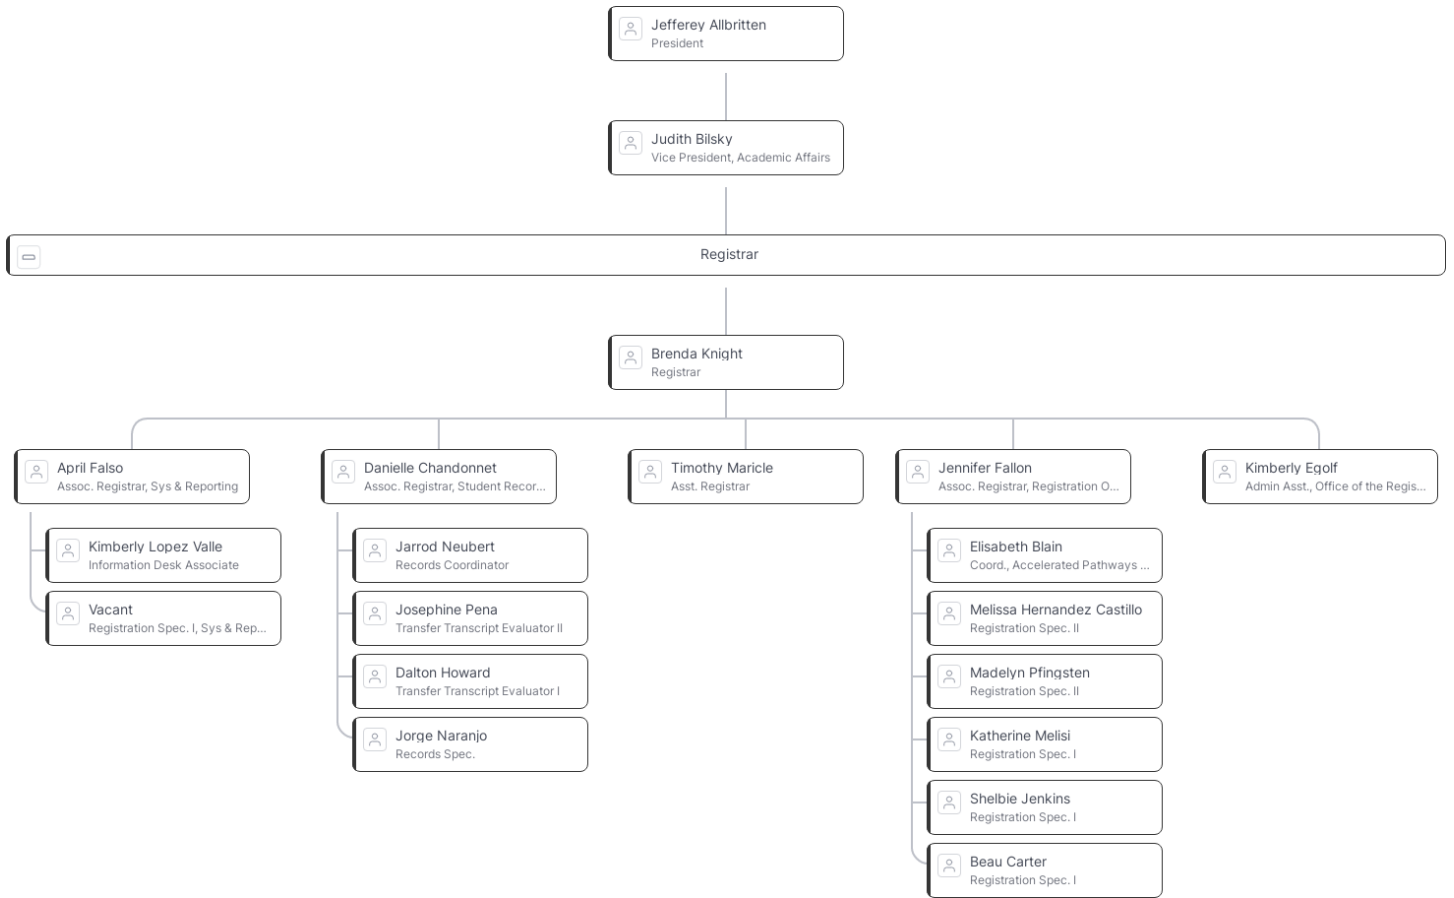 Jefferey Allbritten
President
Judith Bilsky
Vice President, Academic Affairs
Registrar
Brenda Knight
Registrar
April Falso
Assoc. Registrar, Sys & Reporting
Kimberly Lopez Valle
Information Desk Associate
Vacant
Registration Spec. I, Sys & Rep...
Danielle Chandonnet
Assoc. Registrar, Student Recor...
Jarrod Neubert
Records Coordinator
Josephine Pena
Transfer Transcript Evaluator II
Dalton Howard
Transfer Transcript Evaluator I
Jorge Naranjo
Records Spec.
Timothy Maricle
Asst. Registrar
Jennifer Fallon
Assoc. Registrar, Registration O...
Elisabeth Blain
Coord., Accelerated Pathways ...
Melissa Hernandez Castillo
Registration Spec. II
Madelyn Pfingsten
Registration Spec. II
Katherine Melisi
Registration Spec. I
Shelbie Jenkins
Registration Spec. I
Beau Carter
Registration Spec. I
Kimberly Egolf
Admin Asst., Office of the Regis...